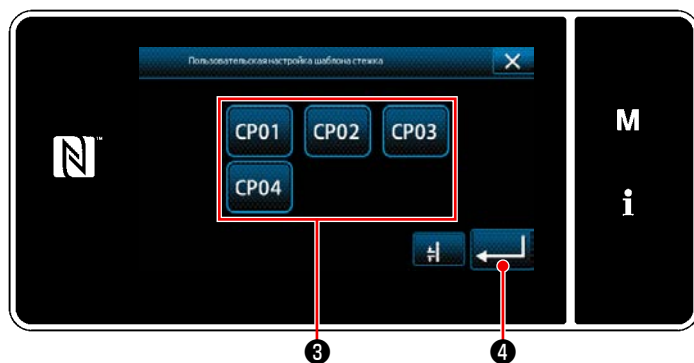 Пользовательская настройка шаблона стежка
CP01 CP02 CP03
CP04
M
i
❸ ❹